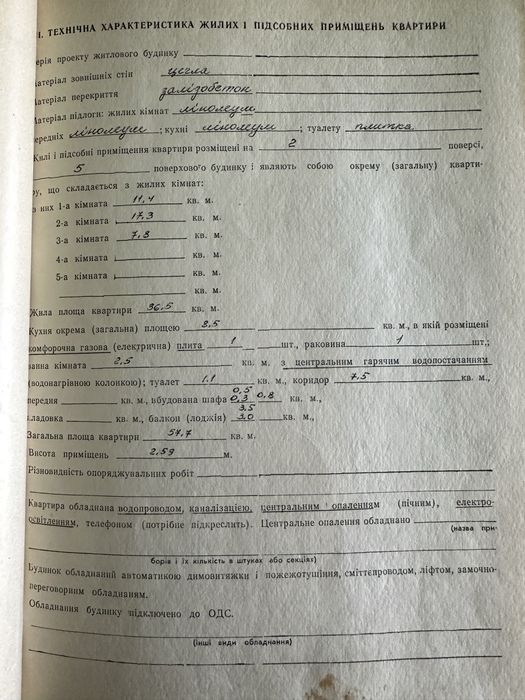 І. ТЕХНІЧНА ХАРАКТЕРИСТИКА ЖИЛИХ І ПІДСОБНИХ ПРИМІЩЕНЬ КВАРТИРИ
ерія проекту житлового будинку
атеріал зовнішніх стін цегла
атеріал перекриття залізобетон
атеріал підлоги: жилих кімнат лінолеум
ередніх лінолеум; кухні лінолеум; туалету плитка
Жилі і підсобні приміщення квартири розміщені на 2 поверсі,
5 поверхового будинку і являють собою окрему (загальну) кварти-
ру, що складається з жилих кімнат:
з них 1-а кімната 11,4 кв. м.
2-а кімната 17,3 кв. м.
3-а кімната 7,8 кв. м.
4-а кімната кв. м.
5-а кімната кв. м.
кв. м.
Жила площа квартири 36,5 кв. м.
Кухня окрема (загальна) площею 8,5 кв. м., в якій розміщені
комфорочна газова (електрична) плита 1 шт., раковина 1 шт.;
ванна кімната 2,5 кв. м. з центральним гарячим водопостачанням
(водонагрівною колонкою); туалет 1.1 кв. м., коридор 7,5 кв. м.,
передня кв. м., вбудована шафа 0,5 0,3 0,8 кв. м.,
кладовка кв. м., балкон (лоджія) 3.5 3.0 кв. м.,
Загальна площа квартири 57,7 кв. м.
Висота приміщень 2,59 м.
Різновидність опоряджувальних робіт
Квартира обладнана водопроводом, каналізацією, центральним опаленням (пічним), електро-
освітленням, телефоном (потрібне підкреслить). Центральне опалення обладнано
(назва при-
борів і їх кількість в штуках або секціях)
Будинок обладнаний автоматикою димовитяжки і пожежотушіння, сміттєпроводом, ліфтом, замочно-
переговорним обладнанням.
Обладнання будинку підключено до ОДС.
(інші види обладнання)